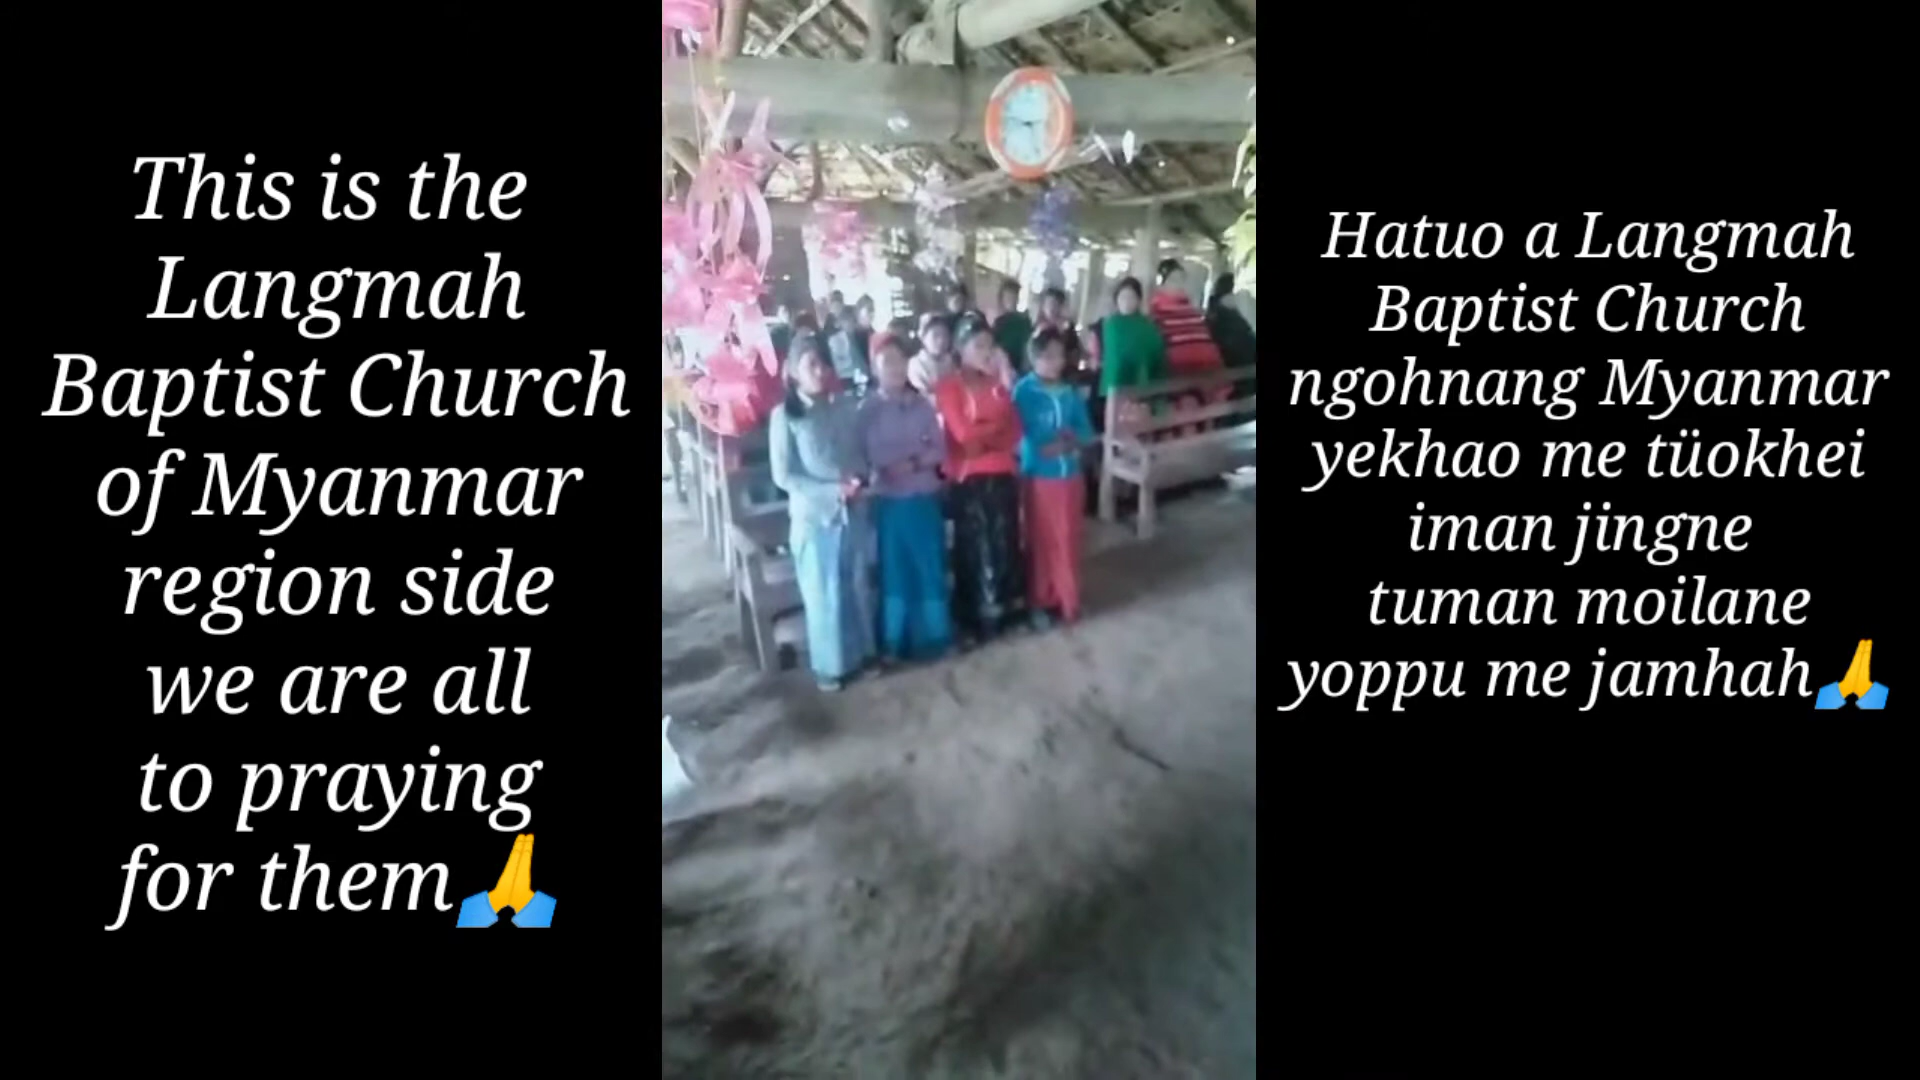 This is the
Langmah
Baptist Church
of Myanmar
region side
we are all
to praying
for them🙏
Hatuo a Langmah
Baptist Church
ngohnang Myanmar
yekhao me tüokhei
iman jingne
tuman moilane
yoppu me jamhah🙏